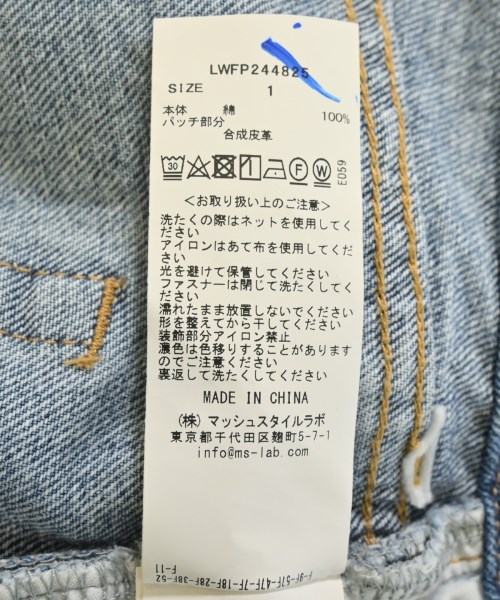 LWFP244825
SIZE 1
本体 綿 100%
パッチ部分
合成皮革
30 F W E059
＜お取り扱い上のご注意＞
洗たくの際はネットを使用してく
ださい
アイロンはあて布を使用してくだ
さい
光を避けて保管してください
ファスナーは閉じて洗たくしてく
ださい
濡れたまま放置しないでください
形を整えてから干してください
装飾部分アイロン禁止
濃色は色移りすることがあります
のでご注意ください
裏返して洗たくしてください
MADE IN CHINA
(株) マッシュスタイルラボ
東京都千代田区麹町5-7-1
info@ms-lab.com
F-11